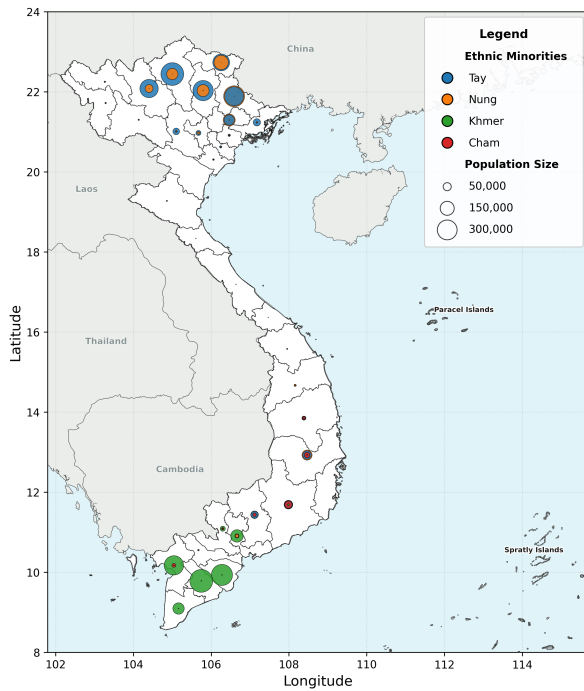 24
22
20
18
16
14
12
10
8
102
104
106
108
110
112
114
Latitude
Longitude
China
Laos
Thailand
Cambodia
Paracel Islands
Spratly Islands
Legend
Ethnic Minorities
Tay
Nung
Khmer
Cham
Population Size
50,000
150,000
300,000